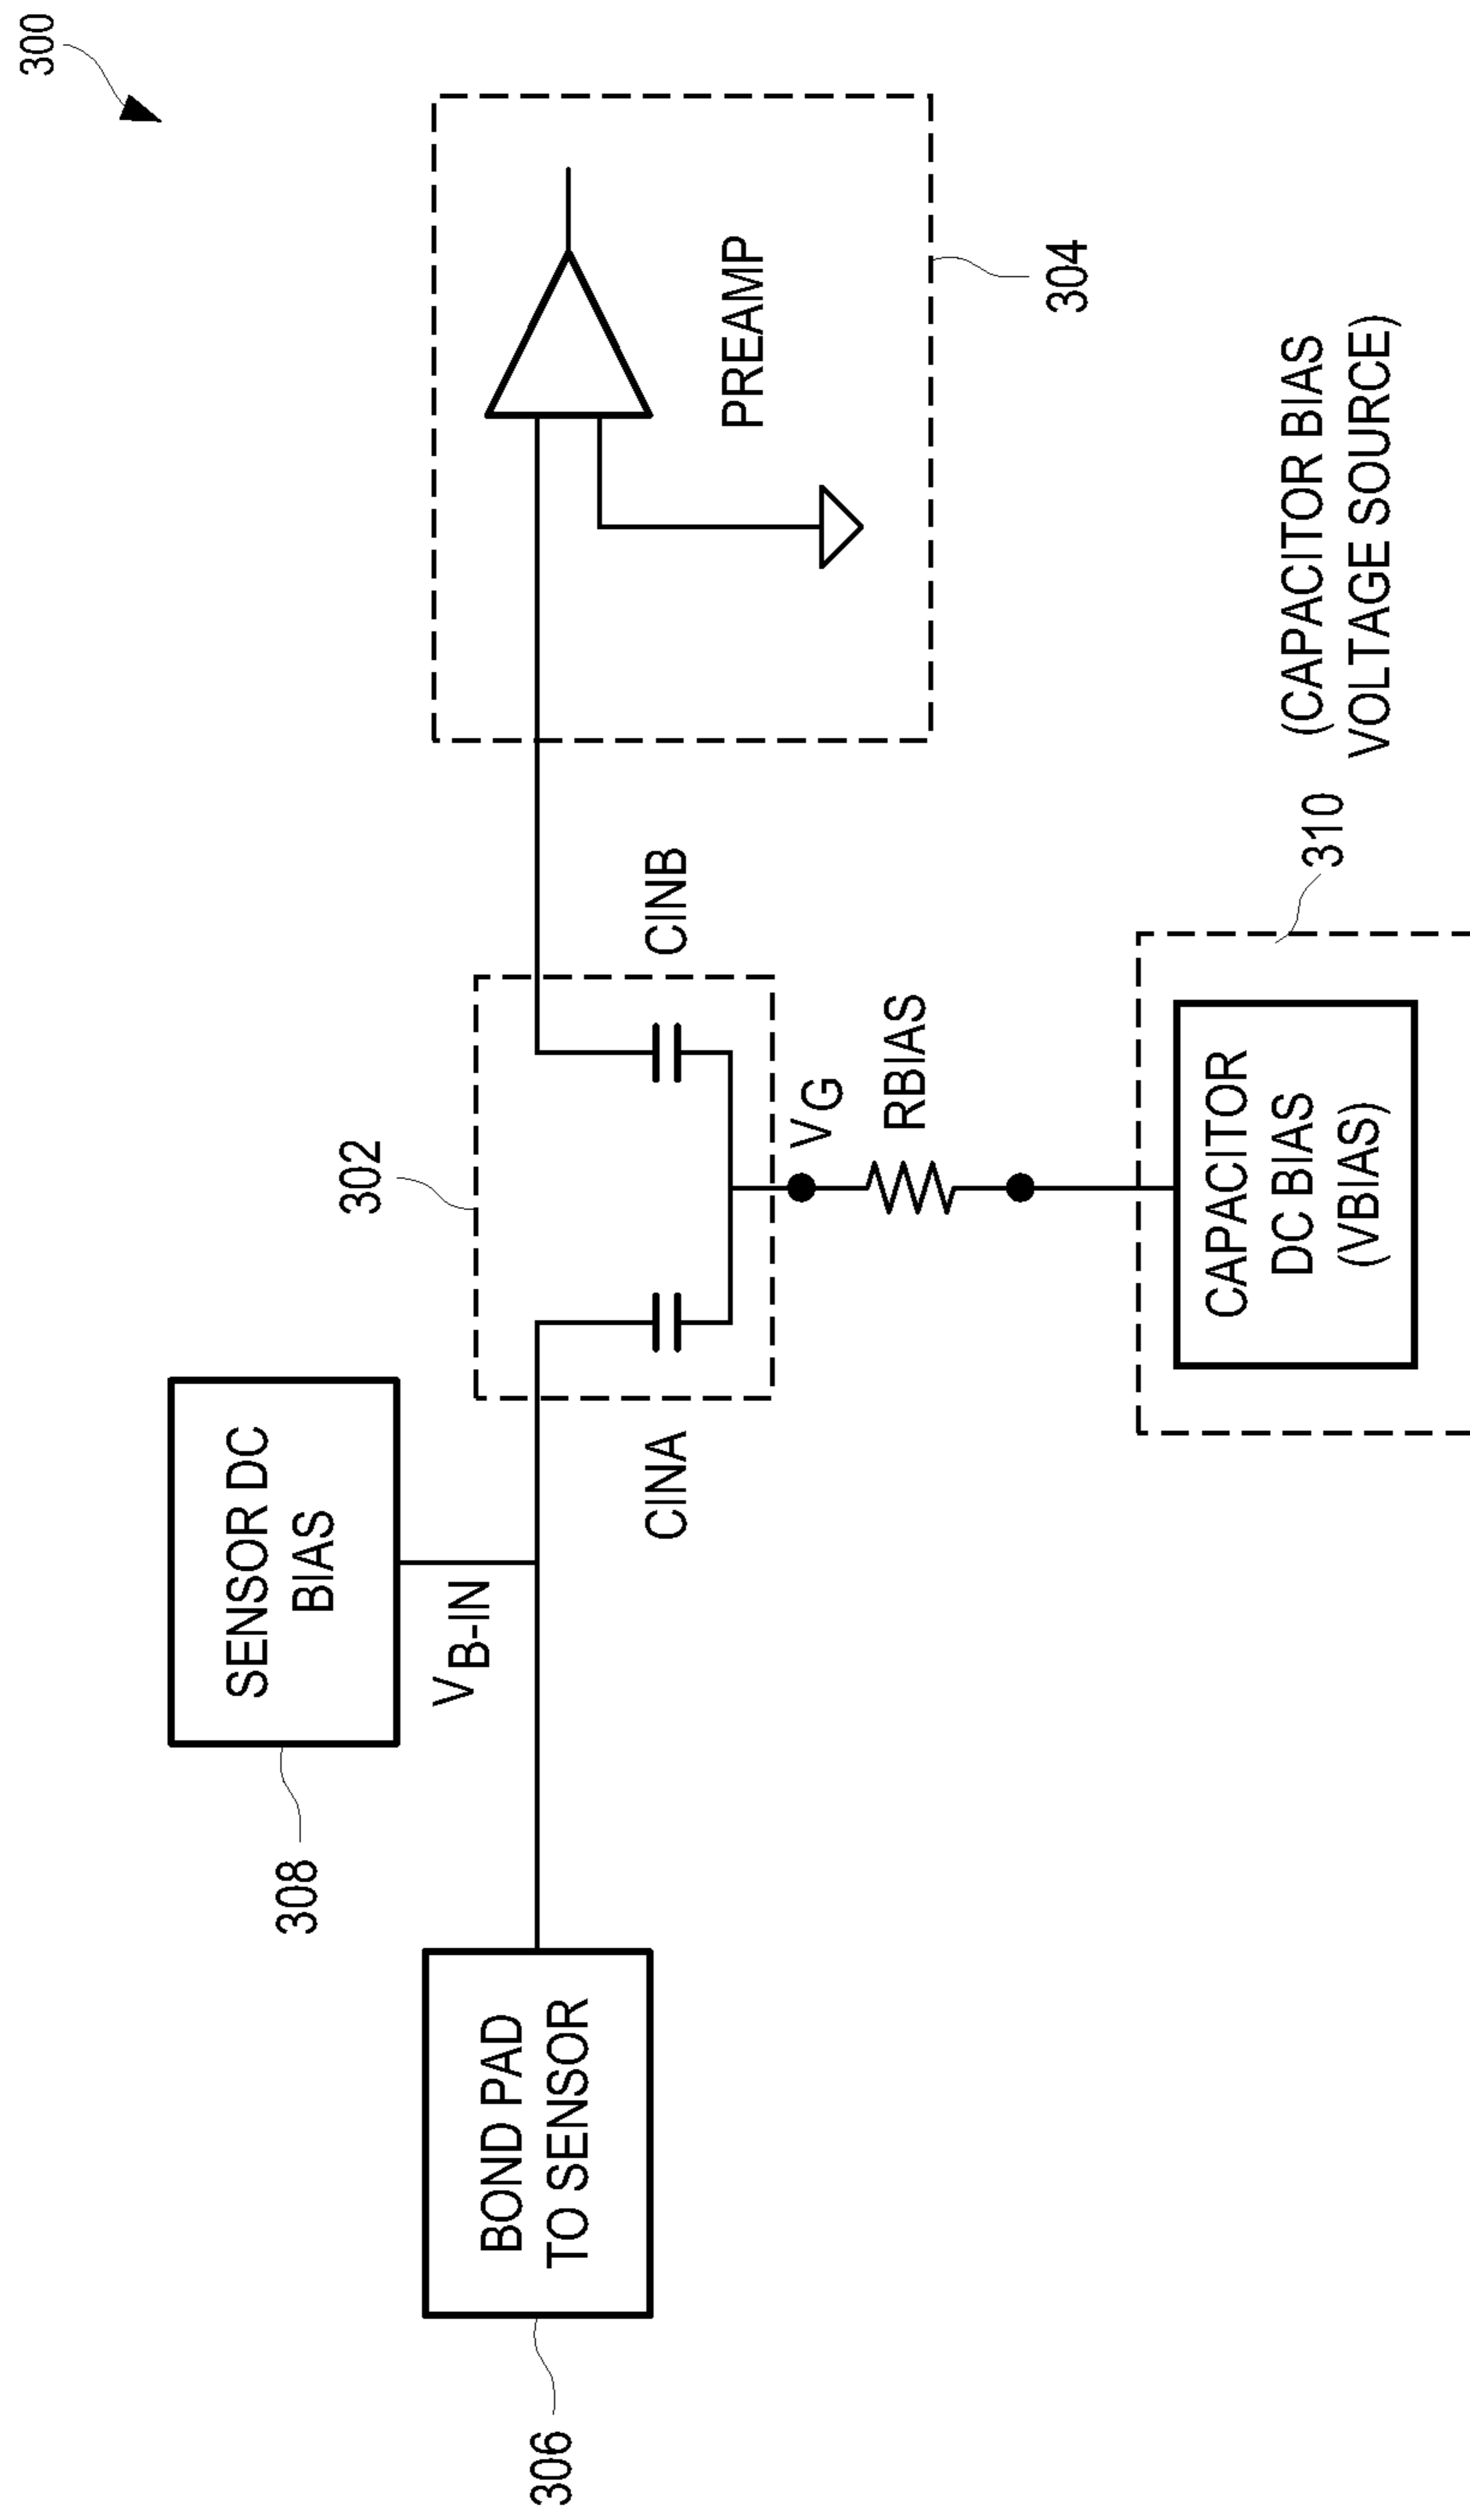 300
308
SENSOR DC
BIAS
VB-IN
306
BOND PAD
TO SENSOR
302
CINA
CINB
PREAMP
304
VG
RBIAS
310
(CAPACITOR BIAS
VOLTAGE SOURCE)
CAPACITOR
DC BIAS
(VBIAS)